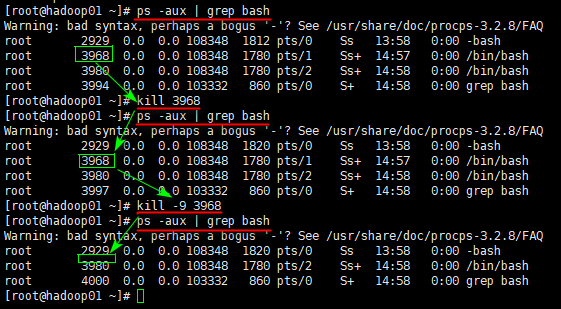 [root@hadoop01 ~]# ps -aux | grep bash
Warning: bad syntax, perhaps a bogus '-'? See /usr/share/doc/procps-3.2.8/FAQ
root 2929 0.0 0.0 108348 1812 pts/0 Ss 13:58 0:00 -bash
root 3968 0.0 0.0 108348 1780 pts/1 Ss+ 14:57 0:00 /bin/bash
root 3980 0.0 0.0 108348 1780 pts/2 Ss+ 14:58 0:00 /bin/bash
root 3994 0.0 0.0 103332 860 pts/0 S+ 14:58 0:00 grep bash
[root@hadoop01 ~]# kill 3968
[root@hadoop01 ~]# ps -aux | grep bash
Warning: bad syntax, perhaps a bogus '-'? See /usr/share/doc/procps-3.2.8/FAQ
root 2929 0.0 0.0 108348 1820 pts/0 Ss 13:58 0:00 -bash
root 3968 0.0 0.0 108348 1780 pts/1 Ss+ 14:57 0:00 /bin/bash
root 3980 0.0 0.0 108348 1780 pts/2 Ss+ 14:58 0:00 /bin/bash
root 3997 0.0 0.0 103332 860 pts/0 S+ 14:58 0:00 grep bash
[root@hadoop01 ~]# kill -9 3968
[root@hadoop01 ~]# ps -aux | grep bash
Warning: bad syntax, perhaps a bogus '-'? See /usr/share/doc/procps-3.2.8/FAQ
root 2929 0.0 0.0 108348 1820 pts/0 Ss 13:58 0:00 -bash
root 3980 0.0 0.0 108348 1780 pts/2 Ss+ 14:58 0:00 /bin/bash
root 4000 0.0 0.0 103332 860 pts/0 S+ 14:58 0:00 grep bash
[root@hadoop01 ~]#